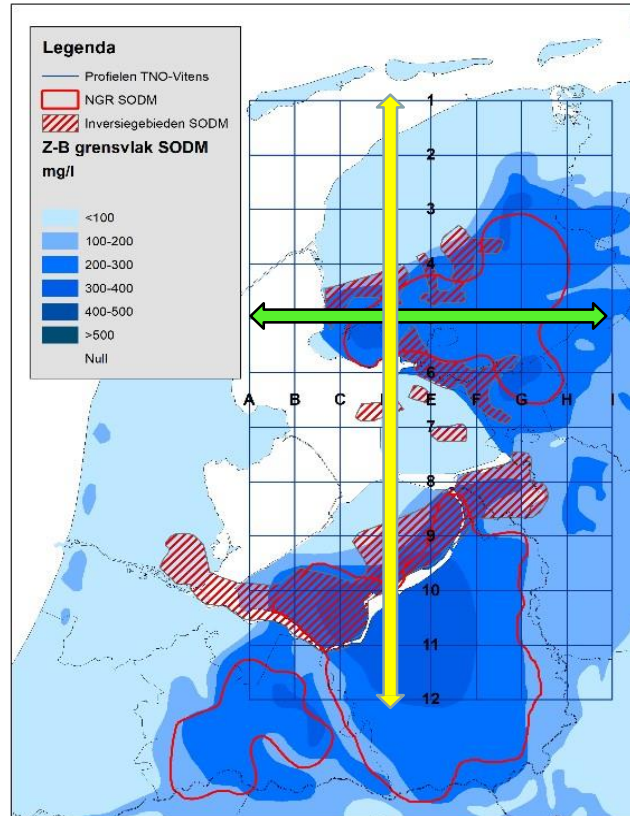 Legenda
Profielen TNO-Vitens
NGR SODM
Inversiegebieden SODM
Z-B grensvlak SODM
mg/l
<100
100-200
200-300
300-400
400-500
>500
Null
1
2
3
4
6
A B C E F G H I
7
8
9
10
11
12